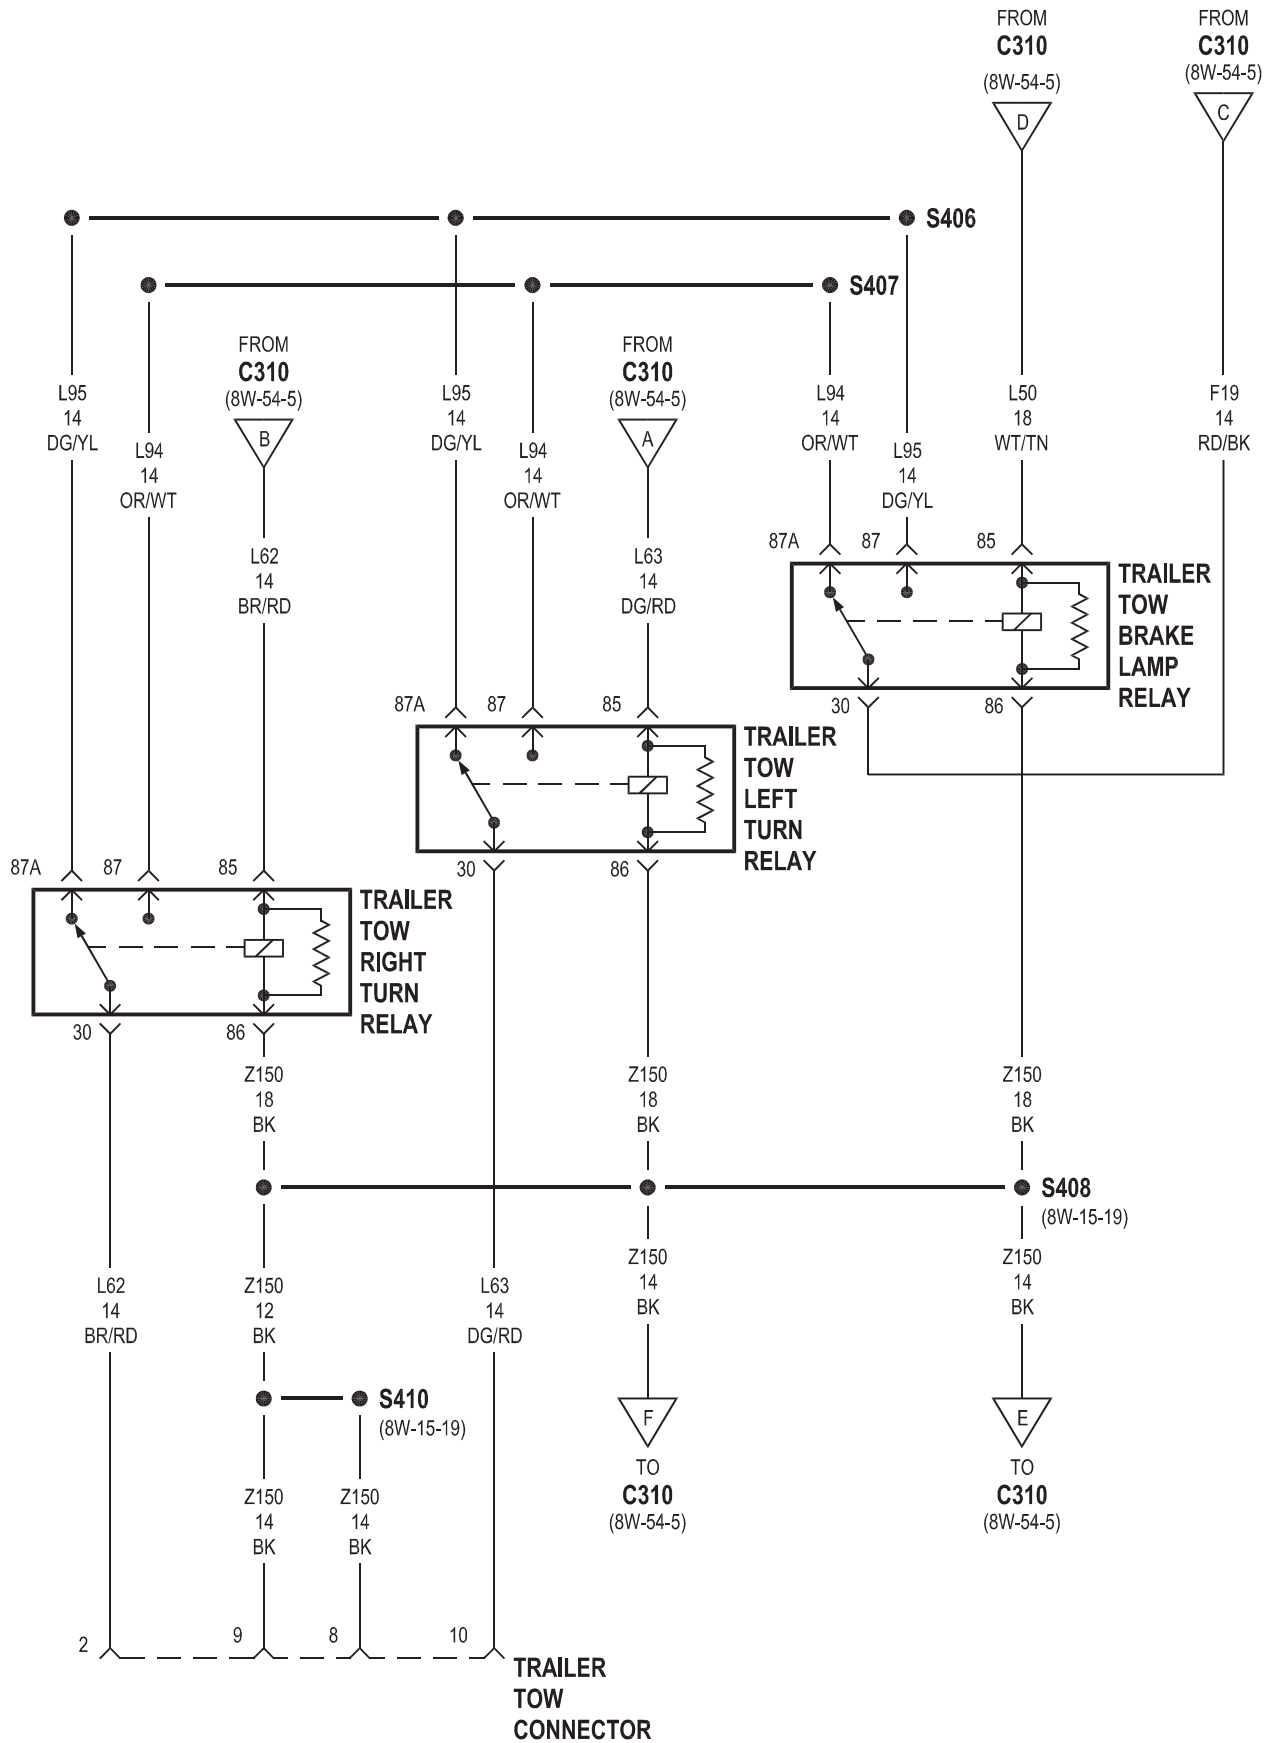 FROM
C310
(8W-54-5)
D
FROM
C310
(8W-54-5)
C
S406
S407
FROM
C310
(8W-54-5)
B
FROM
C310
(8W-54-5)
A
L95
14
DG/YL
L94
14
OR/WT
L95
14
DG/YL
L94
14
OR/WT
L94
14
OR/WT
L95
14
DG/YL
L50
18
WT/TN
F19
14
RD/BK
L62
14
BR/RD
L63
14
DG/RD
87A
87
85
TRAILER
TOW
BRAKE
LAMP
RELAY
30
86
87A
87
85
TRAILER
TOW
LEFT
TURN
RELAY
30
86
87A
87
85
TRAILER
TOW
RIGHT
TURN
RELAY
30
86
Z150
18
BK
Z150
18
BK
Z150
18
BK
S408
(8W-15-19)
L62
14
BR/RD
Z150
12
BK
L63
14
DG/RD
Z150
14
BK
Z150
14
BK
S410
(8W-15-19)
F
TO
C310
(8W-54-5)
E
TO
C310
(8W-54-5)
Z150
14
BK
Z150
14
BK
2
9
8
10
TRAILER
TOW
CONNECTOR